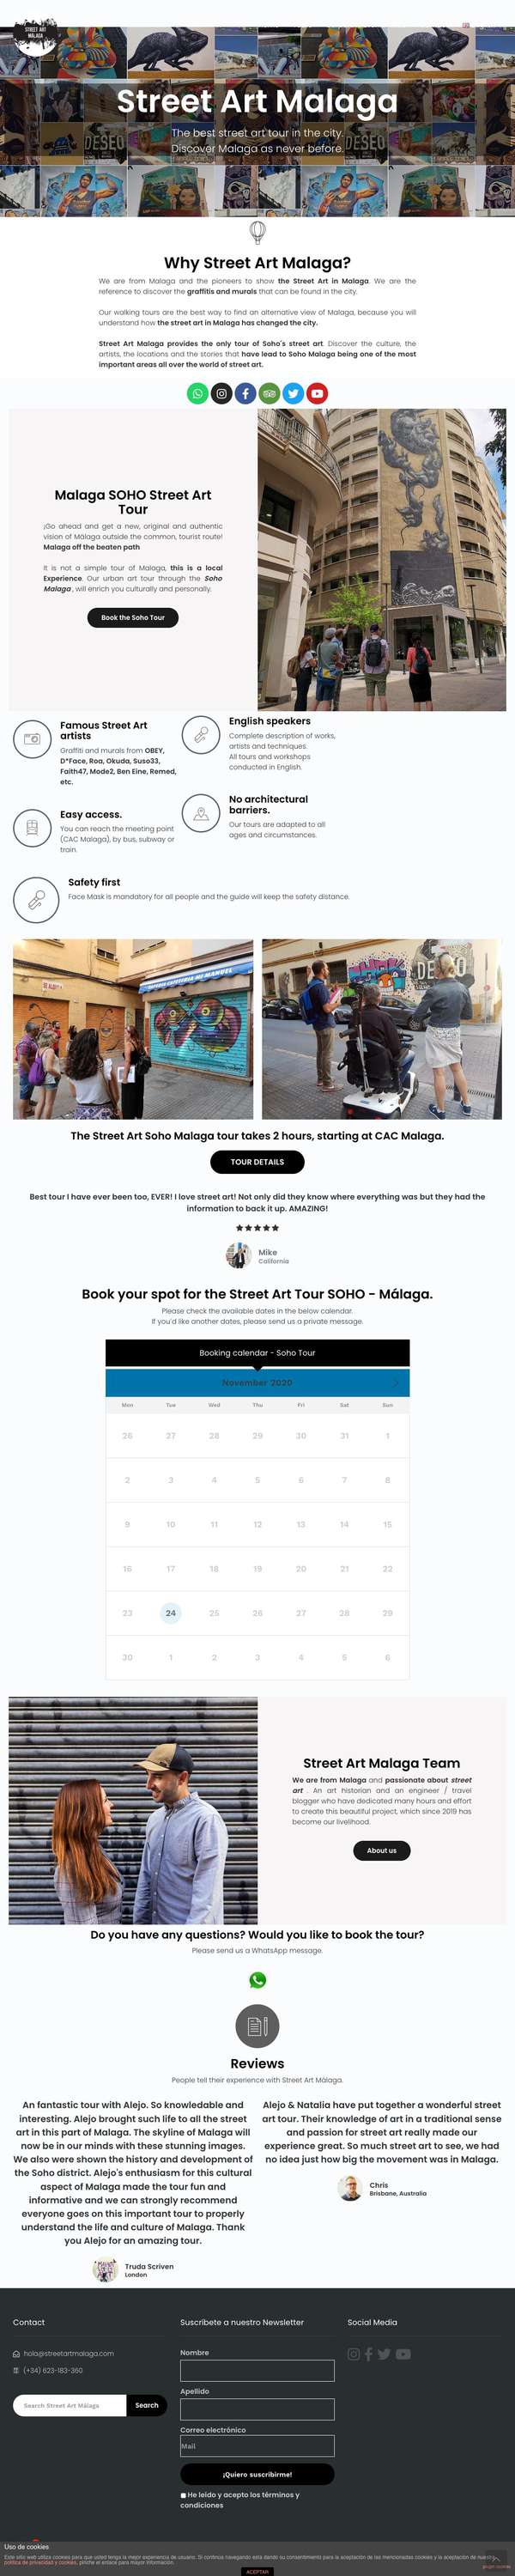 STREET ART
MÁLAGA
Street Art Malaga
The best street art tour in the city.
Discover Malaga as never before.
Why Street Art Malaga?
We are from Malaga and the pioneers to show the Street Art in Malaga. We are the
reference to discover the graffitis and murals that can be found in the city.
Our walking tours are the best way to find an alternative view of Malaga, because you will
understand how the street art in Malaga has changed the city.
Street Art Malaga provides the only tour of Soho's street art. Discover the culture, the
artists, the locations and the stories that have lead to Soho Malaga being one of the most
important areas all over the world of street art.
Malaga SOHO Street Art
Tour
¡Go ahead and get a new, original and authentic
vision of Málaga outside the common, tourist route!
Malaga off the beaten path
It is not a simple tour of Malaga, this is a local
Experience. Our urban art tour through the Soho
Malaga , will enrich you culturally and personally.
Book the Soho Tour
Famous Street Art
artists
Graffiti and murals from OBEY,
D*Face, Roa, Okuda, Suso33,
Faith47, Mode2, Ben Eine, Remed,
etc.
English speakers
Complete description of works,
artists and techniques.
All tours and workshops
conducted in English.
Easy access.
You can reach the meeting point
(CAC Malaga), by bus, subway or
train.
No architectural
barriers.
Our tours are adapted to all
ages and circumstances.
Safety first
Face Mask is mandatory for all people and the guide will keep the safety distance.
The Street Art Soho Malaga tour takes 2 hours, starting at CAC Malaga.
TOUR DETAILS
Best tour I have ever been too, EVER! I love street art! Not only did they know where everything was but they had the
information to back it up. AMAZING!
Mike
California
Book your spot for the Street Art Tour SOHO - Málaga.
Please check the available dates in the below calendar.
If you'd like another dates, please send us a private message.
Booking calendar - Soho Tour
November 2020
Mon Tue Wed Thu Fri Sat Sun
26 27 28 29 30 31 1
2 3 4 5 6 7 8
9 10 11 12 13 14 15
16 17 18 19 20 21 22
23 24 25 26 27 28 29
30 1 2 3 4 5 6
Street Art Malaga Team
We are from Malaga and passionate about street
art . An art historian and an engineer / travel
blogger who have dedicated many hours and effort
to create this beautiful project, which since 2019 has
become our livelihood.
About us
Do you have any questions? Would you like to book the tour?
Please send us a WhatsApp message.
Reviews
People tell their experience with Street Art Málaga.
An fantastic tour with Alejo. So knowledable and
interesting. Alejo brought such life to all the street
art in this part of Malaga. The skyline of Malaga will
now be in our minds with these stunning images.
We also were shown the history and development of
the Soho district. Alejo's enthusiasm for this cultural
aspect of Malaga made the tour fun and
informative and we can strongly recommend
everyone goes on this important tour to properly
understand the life and culture of Malaga. Thank
you Alejo for an amazing tour.
Truda Scriven
London
Alejo & Natalia have put together a wonderful street
art tour. Their knowledge of art in a traditional sense
and passion for street art really made our
experience great. So much street art to see, we had
no idea just how big the movement was in Malaga.
Chris
Brisbane, Australia
Contact
hola@streetartmalaga.com
(+34) 623-183-360
Search Street Art Málaga
Search
Suscríbete a nuestro Newsletter
Nombre
Apellido
Correo electrónico
Mail
¡Quiero suscribirme!
He leído y acepto los términos y
condiciones
Social Media
Uso de cookies
Este sitio web utiliza cookies para que usted tenga la mejor experiencia de usuario. Si continúa navegando está dando su consentimiento para la aceptación de las mencionadas cookies y la aceptación de nuestra
política de privacidad y cookies, pinche el enlace para mayor información.
plugin cookies
ACEPTAR